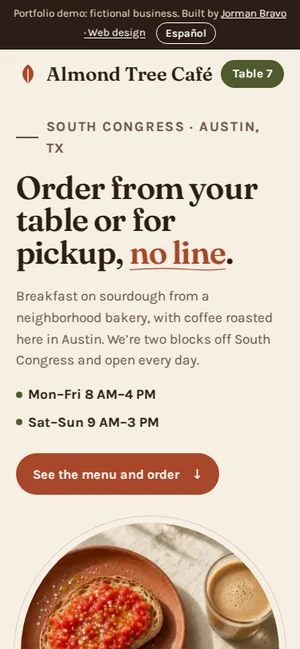 Portfolio demo: fictional business. Built by Jorman Bravo
· Web design
Español
Almond Tree Café
Table 7
SOUTH CONGRESS · AUSTIN,
TX
Order from your
table or for
pickup, no line.
Breakfast on sourdough from a
neighborhood bakery, with coffee roasted
here in Austin. We’re two blocks off South
Congress and open every day.
Mon–Fri 8 AM–4 PM
Sat–Sun 9 AM–3 PM
See the menu and order ↓